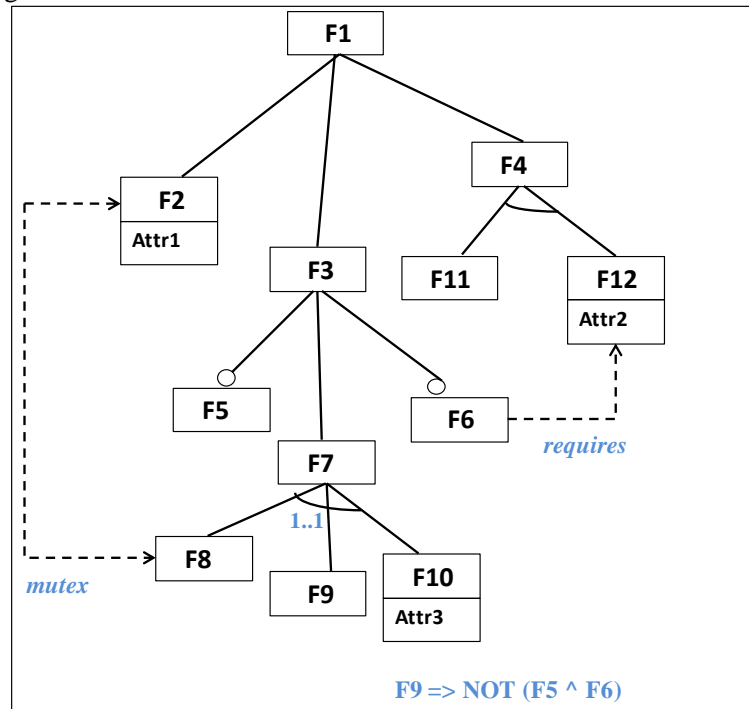 F1
F4
F2
Attr1
F3
F11
F12
Attr2
F5
F6
requires
F7
1..1
F8
F10
mutex
F9
Attr3
F9 => NOT (F5 ^ F6)